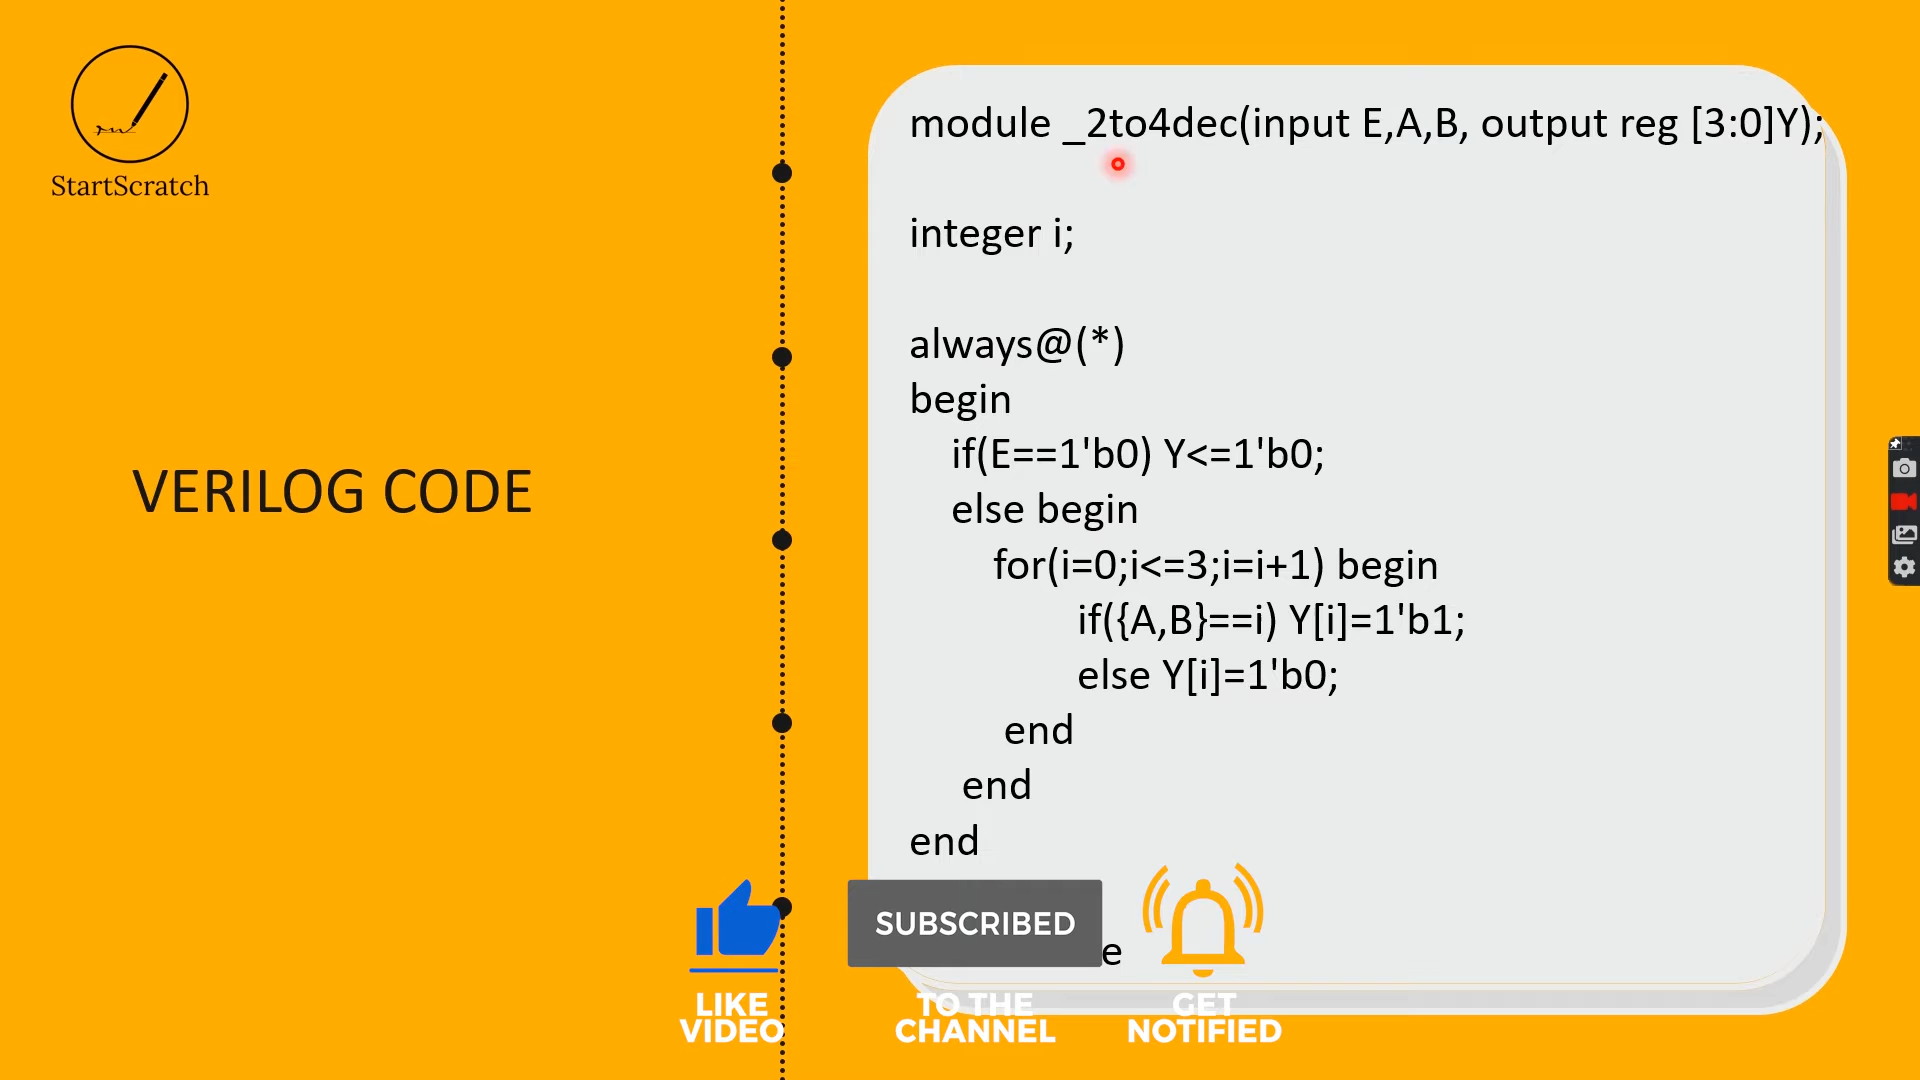 StartScratch
VERILOG CODE
module _2to4dec(input E,A,B, output reg [3:0]Y);
integer i;
always@(*)
begin
if(E==1'b0) Y<=1'b0;
else begin
for(i=0;i<=3;i=i+1) begin
if({A,B}==i) Y[i]=1'b1;
else Y[i]=1'b0;
end
end
end
SUBSCRIBED
LIKE
VIDEO
TO THE
CHANNEL
GET
NOTIFIED